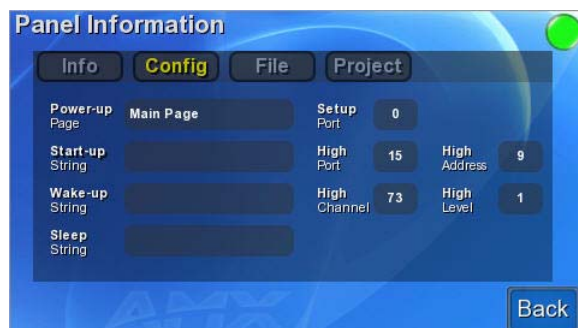 Panel Information
Info Config File Project
Power-up Page Main Page Setup Port 0
Start-up String High Port 15 High Address 9
Wake-up String High Channel 73 High Level 1
Sleep String
AMX
Back